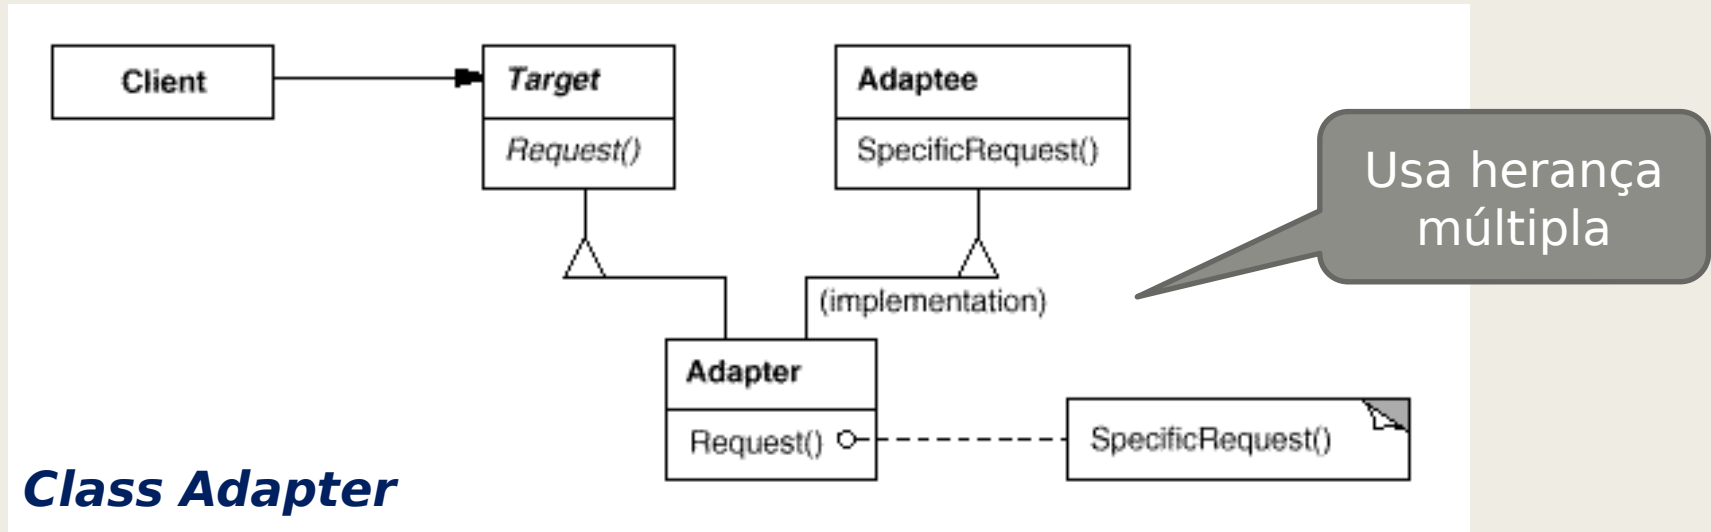 Client
Target
Request()
Adaptee
SpecificRequest()
Usa herança
múltipla
(implementation)
Adapter
Request()
SpecificRequest()
Class Adapter